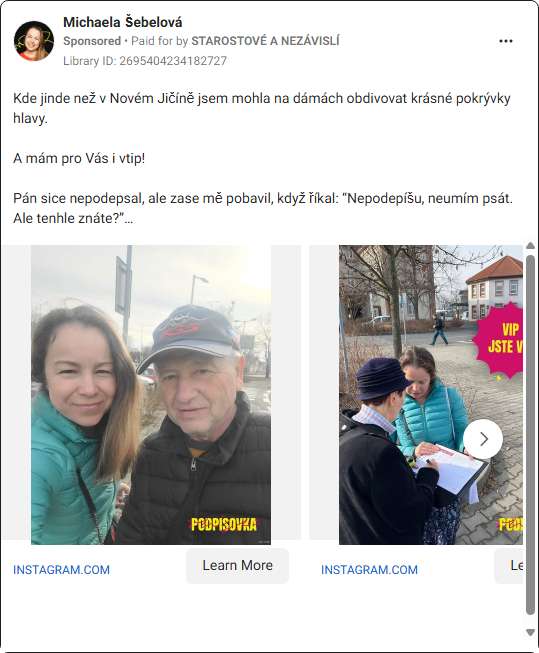 Michaela Šebelová
Sponsored • Paid for by STAROSTOVÉ A NEZÁVISLÍ
Library ID: 2695404234182727
Kde jinde než v Novém Jičíně jsem mohla na dámách obdivovat krásné pokrývky
hlavy.
A mám pro Vás i vtip!
Pán sice nepodepsal, ale zase mě pobavil, když říkal: “Nepodepíšu, neumím psát.
Ale tenhle znáte?”...
VIP
JSTE V
PODPISOVKA
POD
INSTAGRAM.COM
Learn More
INSTAGRAM.COM
Le